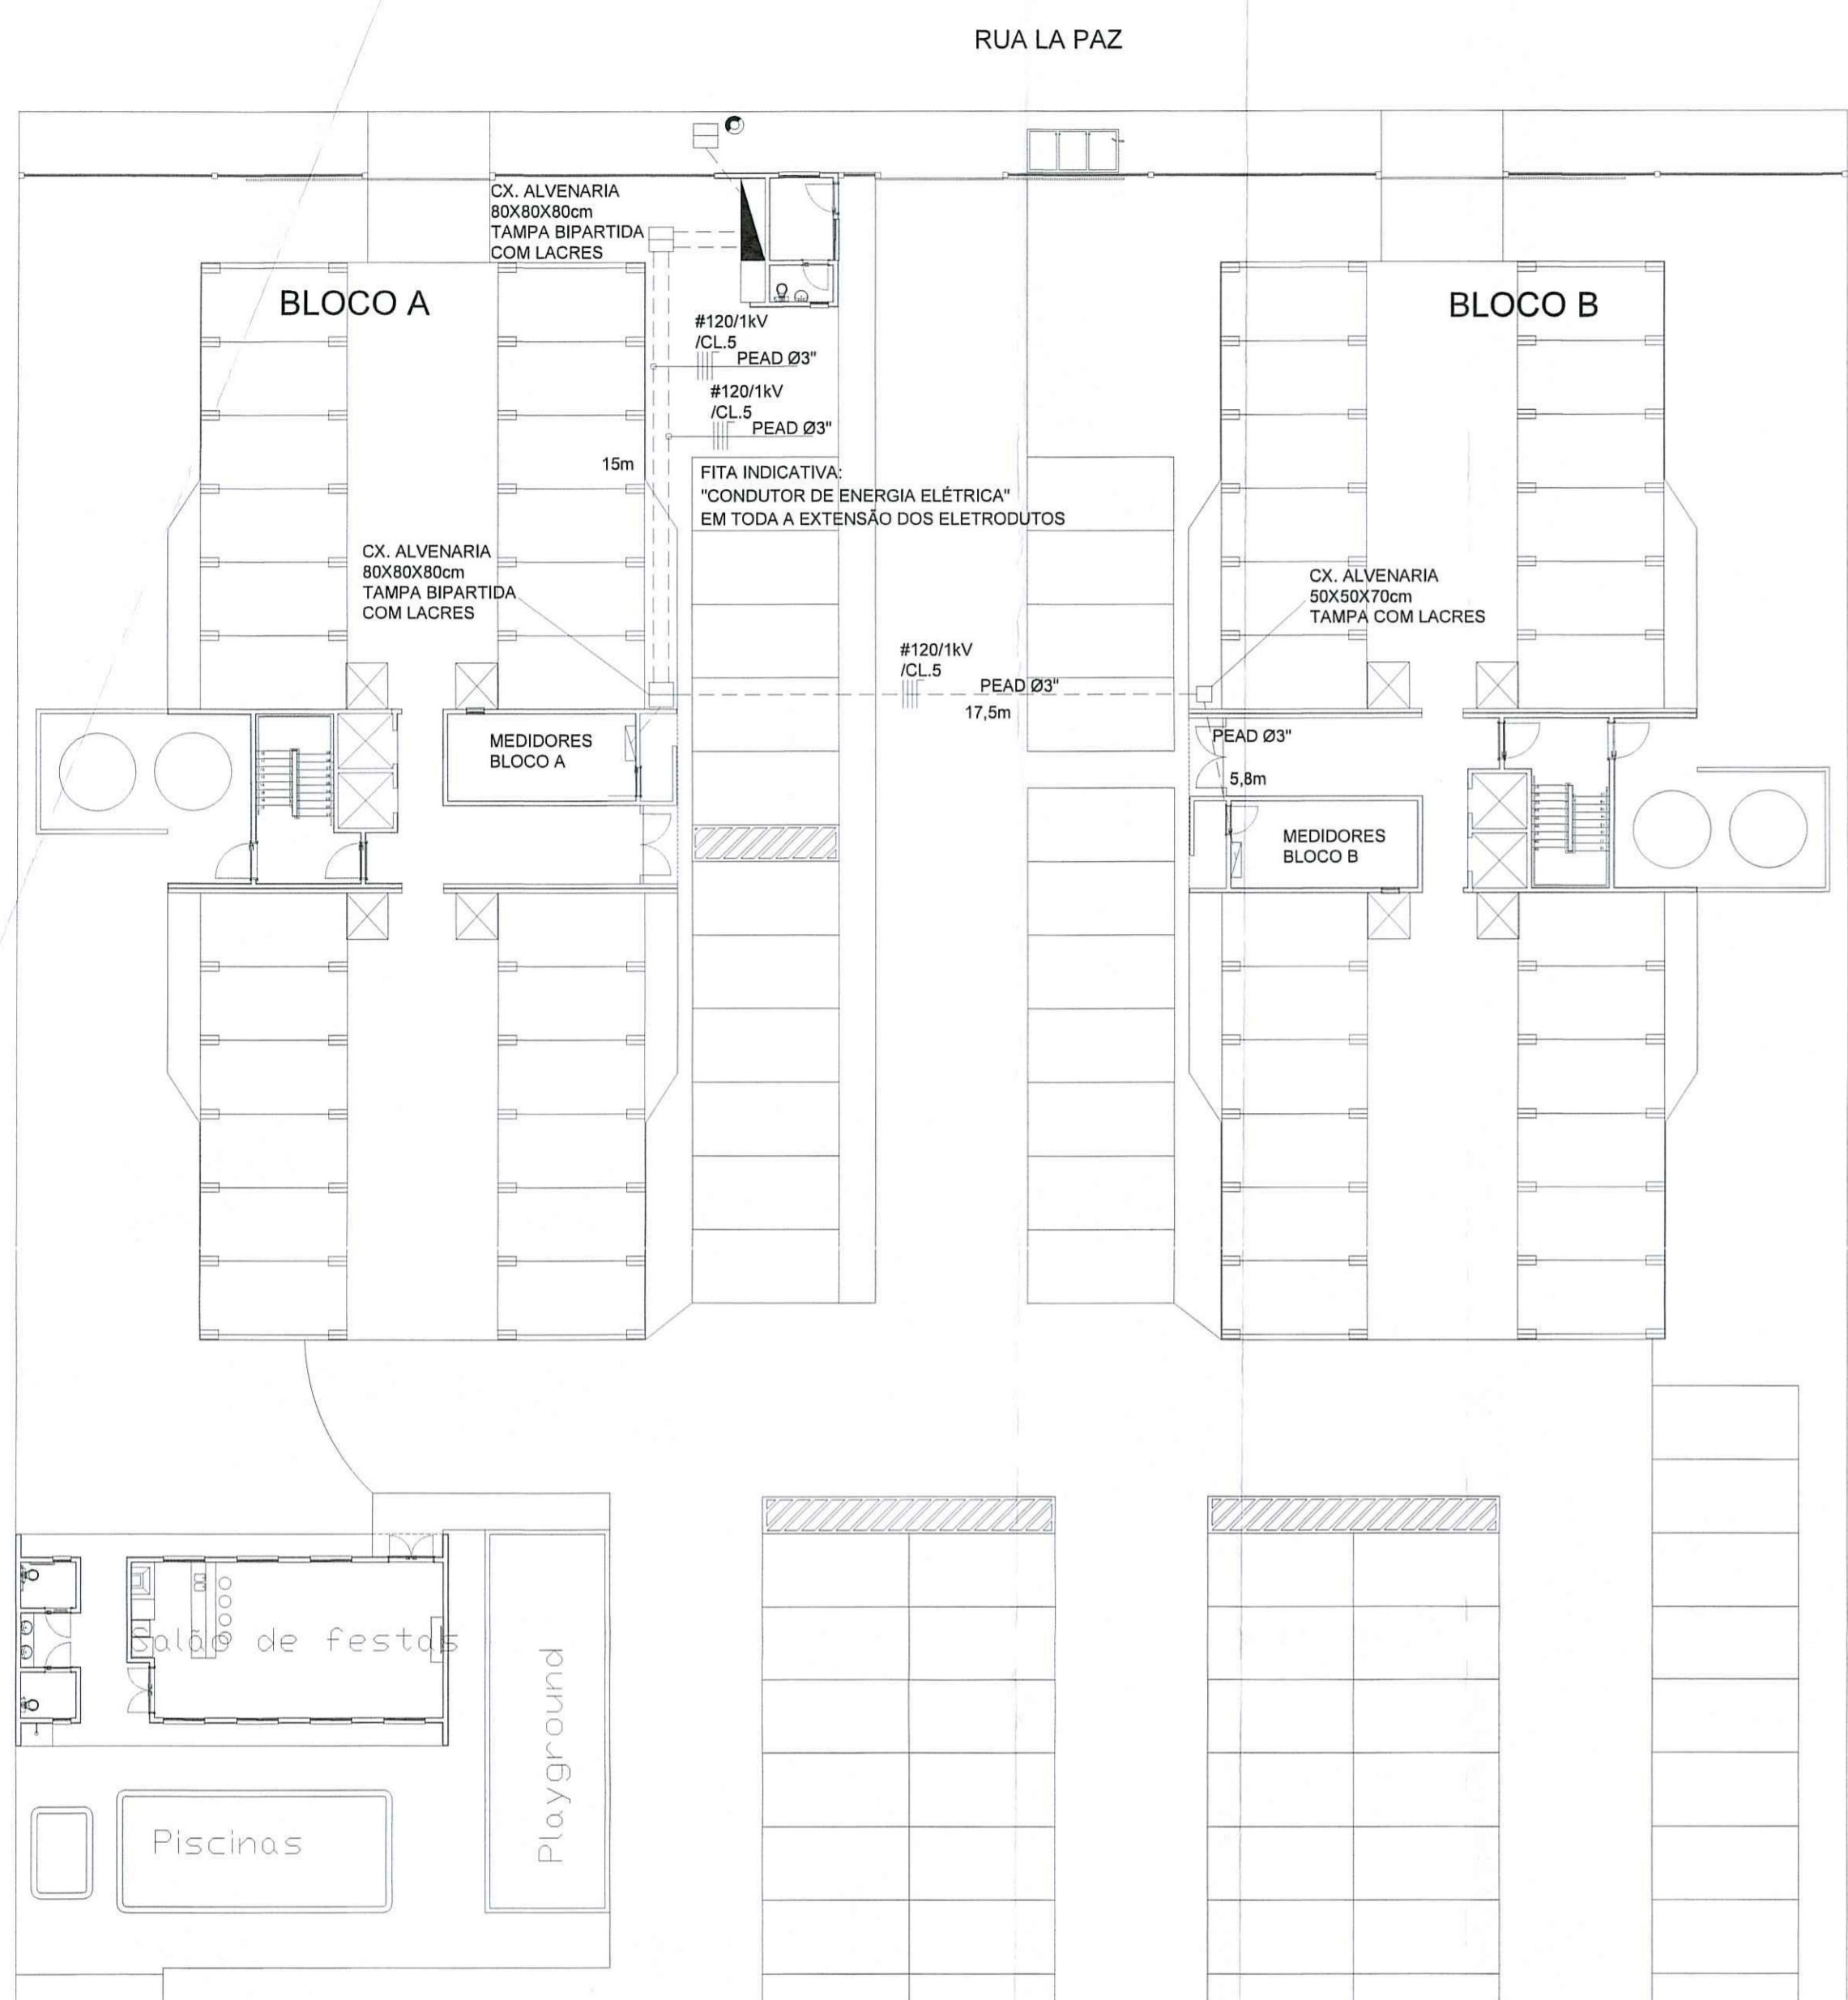 RUA LA PAZ
CX. ALVENARIA
80X80X80cm
TAMPA BIPARTIDA
COM LACRES
BLOCO A
BLOCO B
#120/1kV
/CL.5
PEAD Ø3"
#120/1kV
/CL.5
PEAD Ø3"
15m
FITA INDICATIVA:
"CONDUTOR DE ENERGIA ELÉTRICA"
EM TODA A EXTENSÃO DOS ELETRODUTOS
CX. ALVENARIA
80X80X80cm
TAMPA BIPARTIDA
COM LACRES
CX. ALVENARIA
50X50X70cm
TAMPA COM LACRES
#120/1kV
/CL.5
PEAD Ø3"
17,5m
MEDIDORES
BLOCO A
PEAD Ø3"
5,8m
MEDIDORES
BLOCO B
Salão de festas
Playground
Piscinas